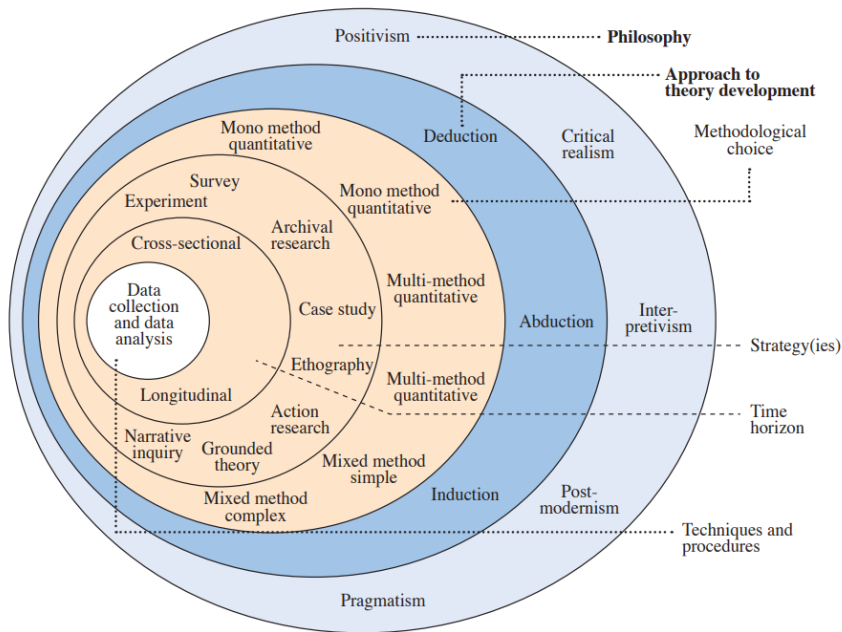 Positivism
Philosophy
Approach to
theory development
Mono method
quantitative
Deduction
Critical
realism
Methodological
choice
Survey
Experiment
Mono method
quantitative
Archival
research
Cross-sectional
Data
collection
and data
analysis
Multi-method
quantitative
Case study
Abduction
Inter-
pretivism
Strategy(ies)
Ethography
Multi-method
quantitative
Longitudinal
Action
research
Time
horizon
Narrative
inquiry
Grounded
theory
Mixed method
simple
Mixed method
complex
Induction
Post-
modernism
Techniques and
procedures
Pragmatism